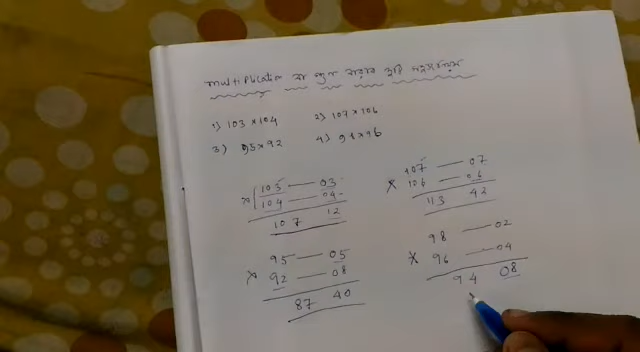 Multiplication বা গুণ করার দুটি
1) 103 x 104 2) 107 x 106
3) 95 x 92 4) 98 x 96
103 — 03
x 104 — 04
107 12
107 — 07
x 106 — 06
113 42
95 — 05
x 92 — 08
87 40
98 — 02
x 96 — 04
94 08